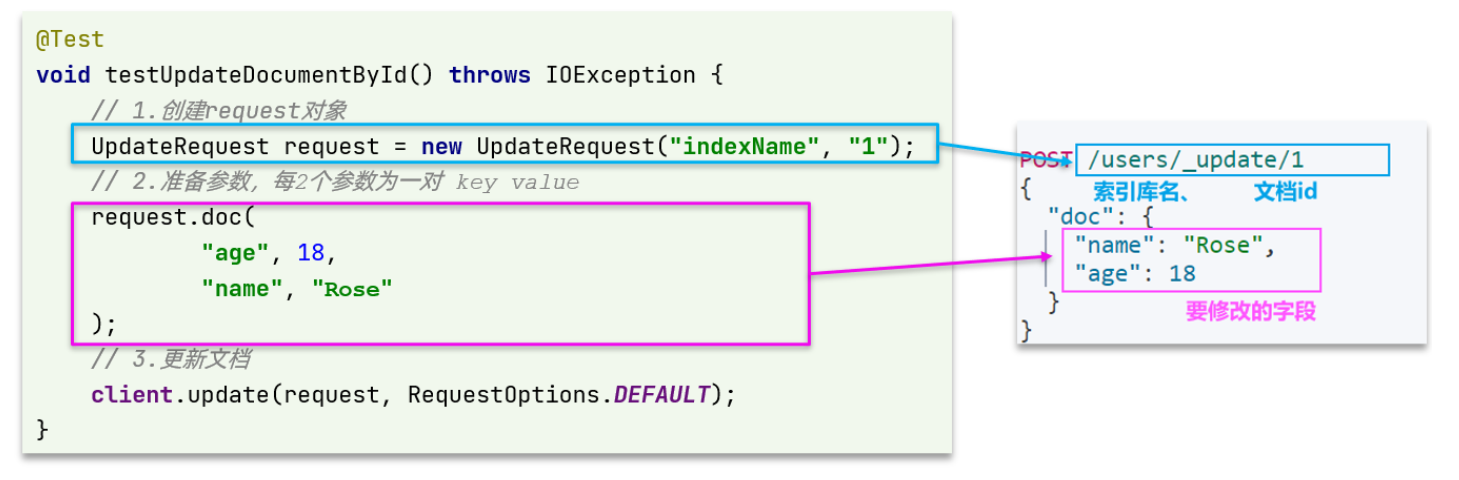 @Test
void testUpdateDocumentById() throws IOException {
// 1.创建request对象
UpdateRequest request = new UpdateRequest("indexName", "1");
// 2.准备参数, 每2个参数为一对 key value
request.doc(
"age", 18,
"name", "Rose"
);
// 3.更新文档
client.update(request, RequestOptions.DEFAULT);
}
POST /users/_update/1
{ 索引库名、 文档id
"doc": {
"name": "Rose",
"age": 18
}
要修改的字段
}